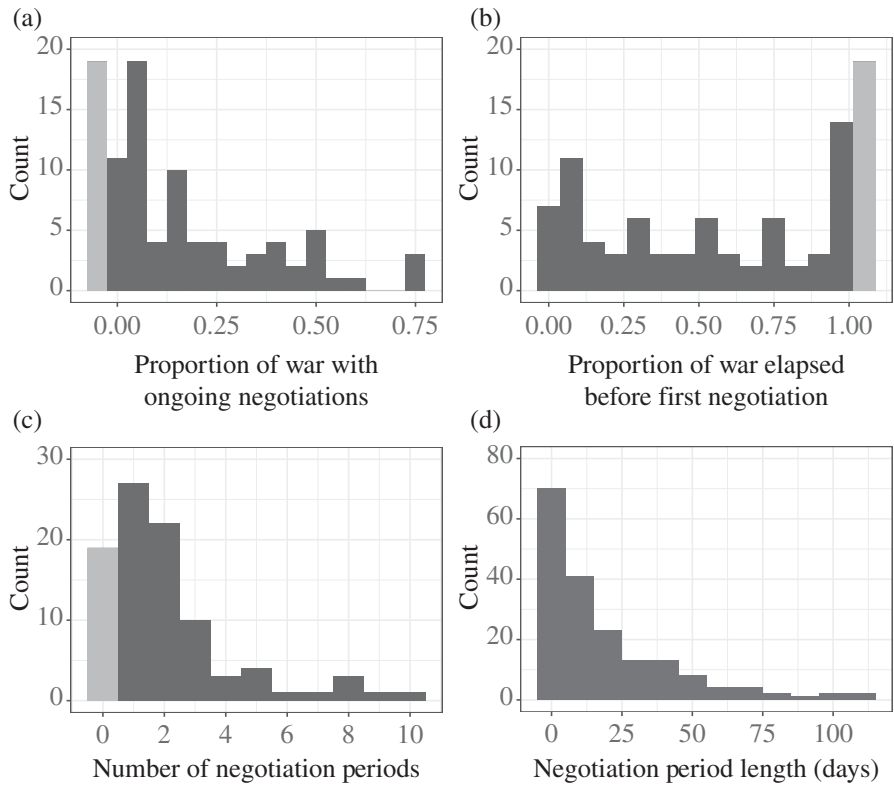 (a)
20
15
10
5
0
Count
0.00 0.25 0.50 0.75
Proportion of war with
ongoing negotiations
(b)
20
15
10
5
0
Count
0.00 0.25 0.50 0.75 1.00
Proportion of war elapsed
before first negotiation
(c)
30
20
10
0
Count
0 2 4 6 8 10
Number of negotiation periods
(d)
80
60
40
20
0
Count
0 25 50 75 100
Negotiation period length (days)